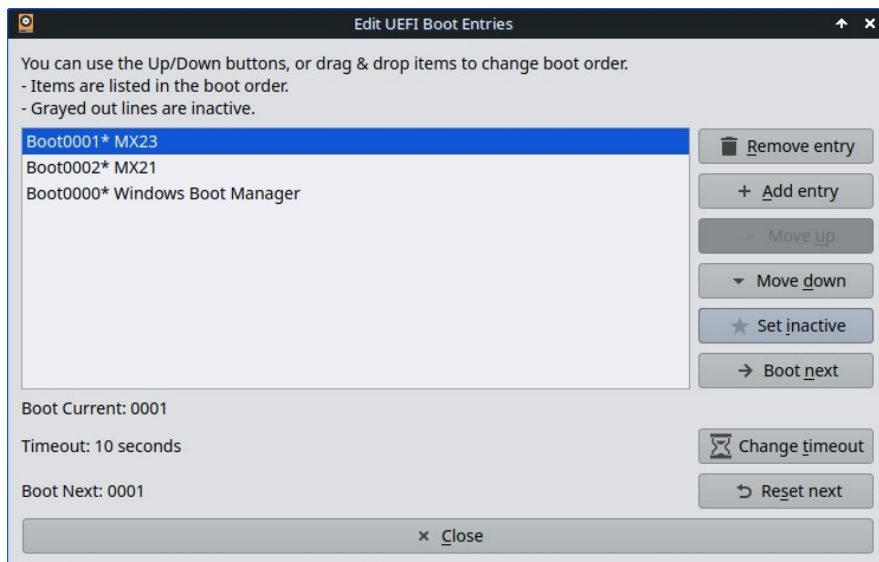 Edit UEFI Boot Entries
You can use the Up/Down buttons, or drag & drop items to change boot order.
- Items are listed in the boot order.
- Grayed out lines are inactive.
Boot0001* MX23
Boot0002* MX21
Boot0000* Windows Boot Manager
Remove entry
+ Add entry
Move up
Move down
Set inactive
Boot next
Boot Current: 0001
Timeout: 10 seconds
Change timeout
Boot Next: 0001
Reset next
Close